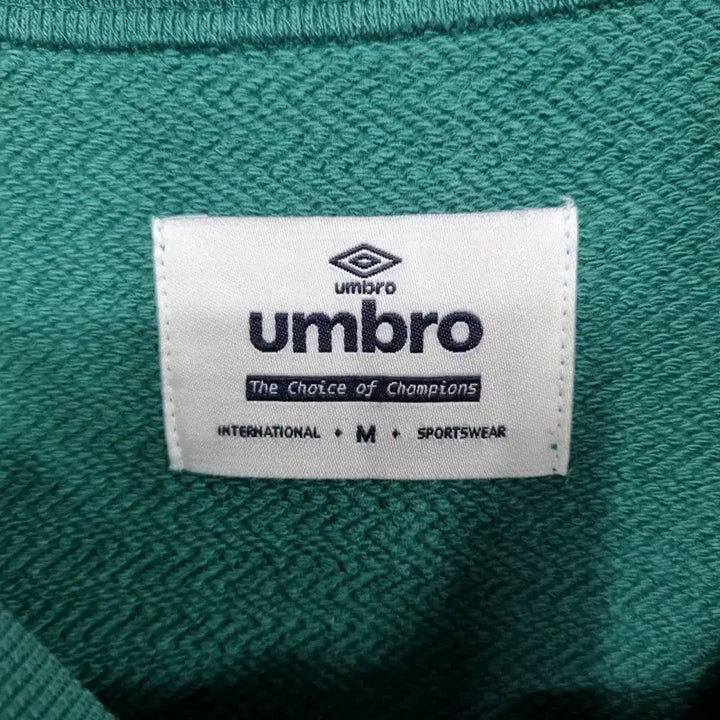 umbro
umbro
The Choice of Champions
INTERNATIONAL • M • SPORTSWEAR